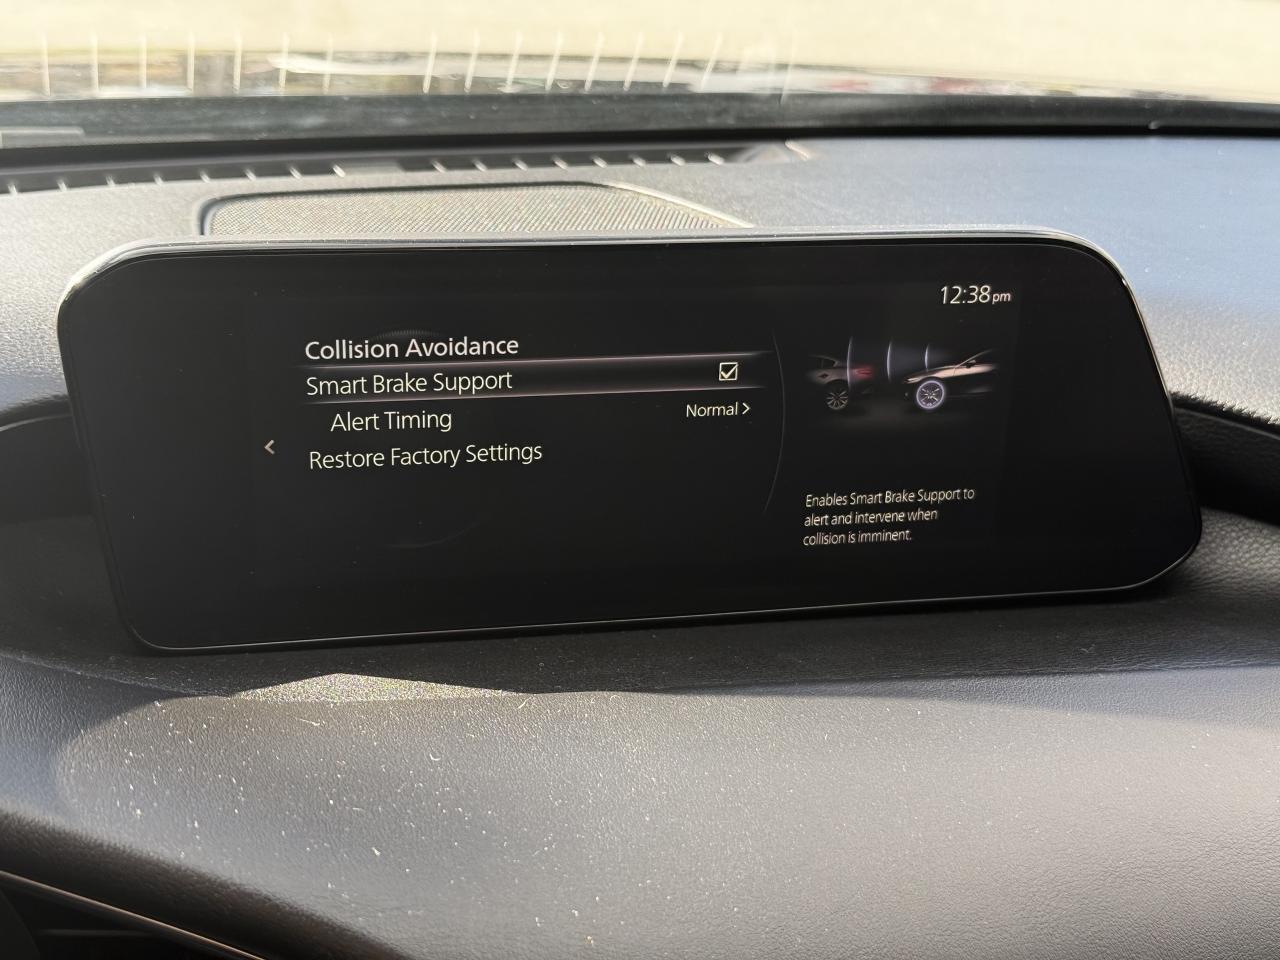 12:38pm
Collision Avoidance
Smart Brake Support
Alert Timing Normal >
Restore Factory Settings
<
Enables Smart Brake Support to
alert and intervene when
collision is imminent.